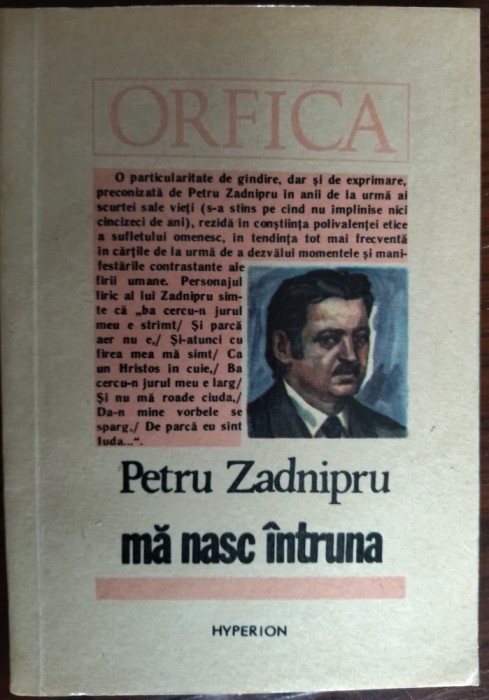 ORFICA
O particularitate de gîndire, dar şi de exprimare,
preconizată de Petru Zadnipru în anii de la urmă ai
scurtei sale vieţi (s-a stins pe cînd nu împlinise nici
cincizeci de ani), rezidă în conştiinţa polivalenţei etice
a sufletului omenesc, în tendinţa tot mai frecventă
în cărţile de la urmă de a dezvălui momentele şi mani-
festările contrastante ale
firii umane. Personajul
liric al lui Zadnipru sim-
te că „ba cercu-n jurul
meu e strîmt/ Şi parcă
aer nu e,/ Şi-atunci cu
firea mea mă simt/ Ca
un Hristos în cuie,/ Ba
cercu-n jurul meu e larg/
Şi nu mă roade ciuda,/
Da-n mine vorbele se
sparg,/ De parcă eu sînt
Iuda...“.
Petru Zadnipru
mă nasc întruna
HYPERION